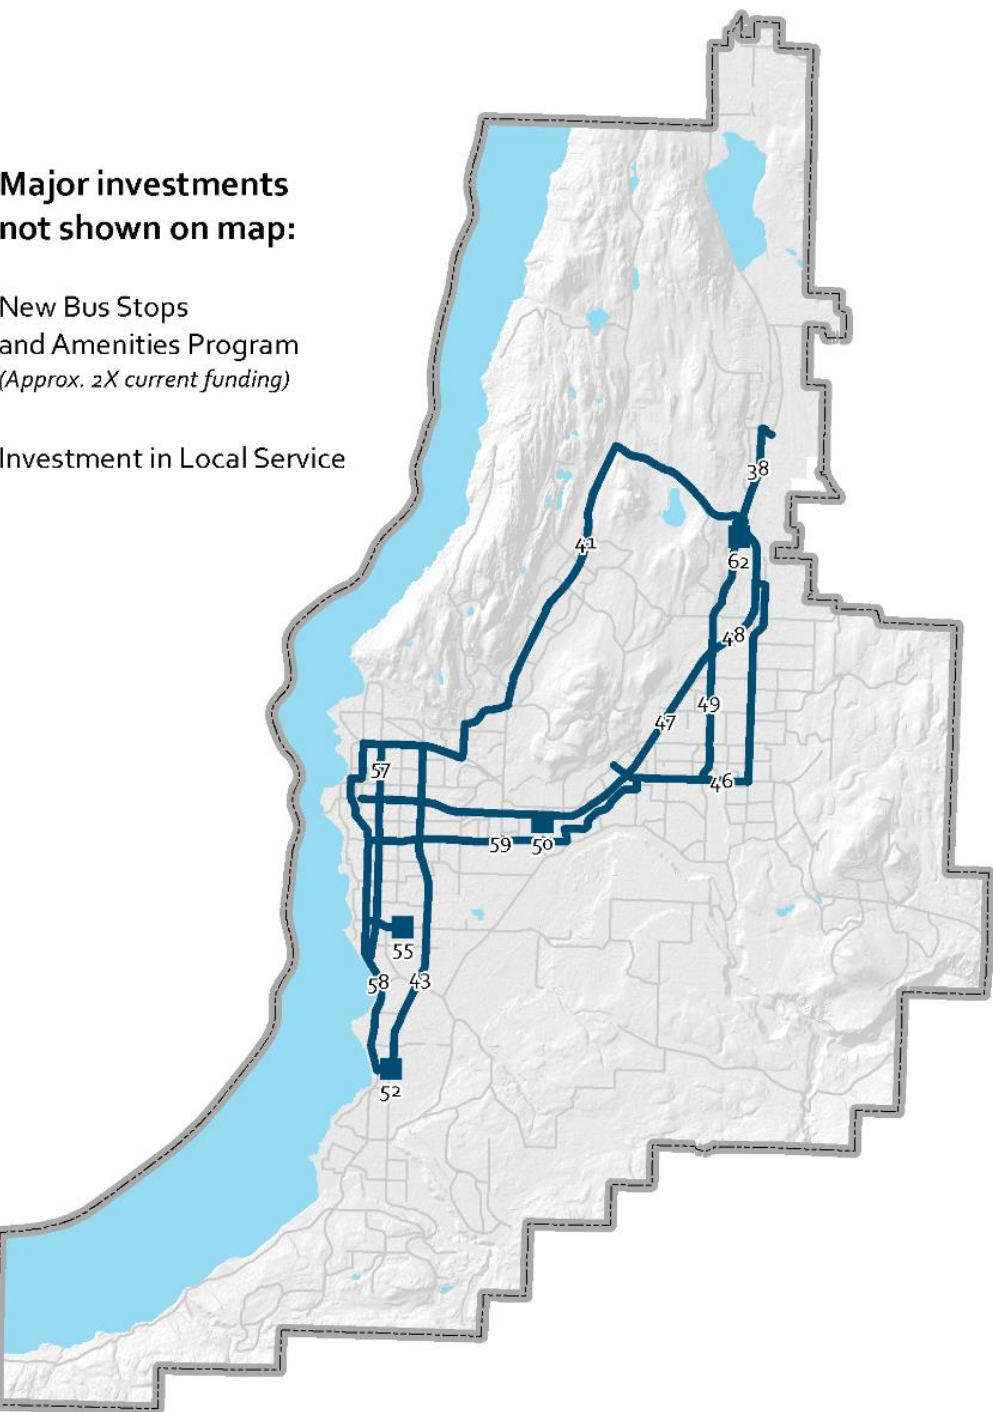 Major investments
not shown on map:
New Bus Stops
and Amenities Program
(Approx. 2X current funding)
Investment in Local Service
38
41
62
48
49
47
57
46
59
50
55
58
43
52